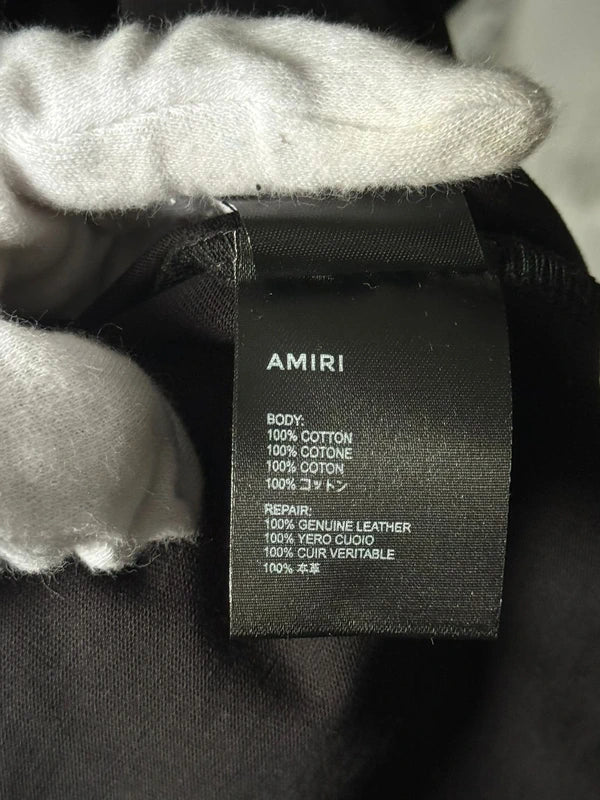 AMIRI
BODY:
100% COTTON
100% COTONE
100% COTON
100% コットン
REPAIR:
100% GENUINE LEATHER
100% YERO CUOIO
100% CUIR VERITABLE
100% 本革